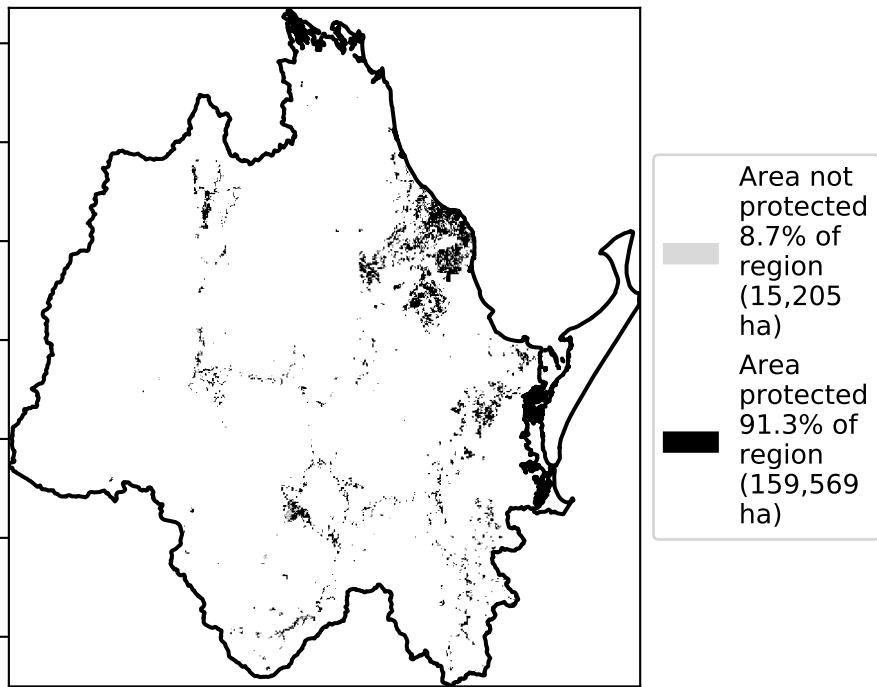 Area not
protected
8.7% of
region
(15,205
ha)
Area
protected
91.3% of
region
(159,569
ha)